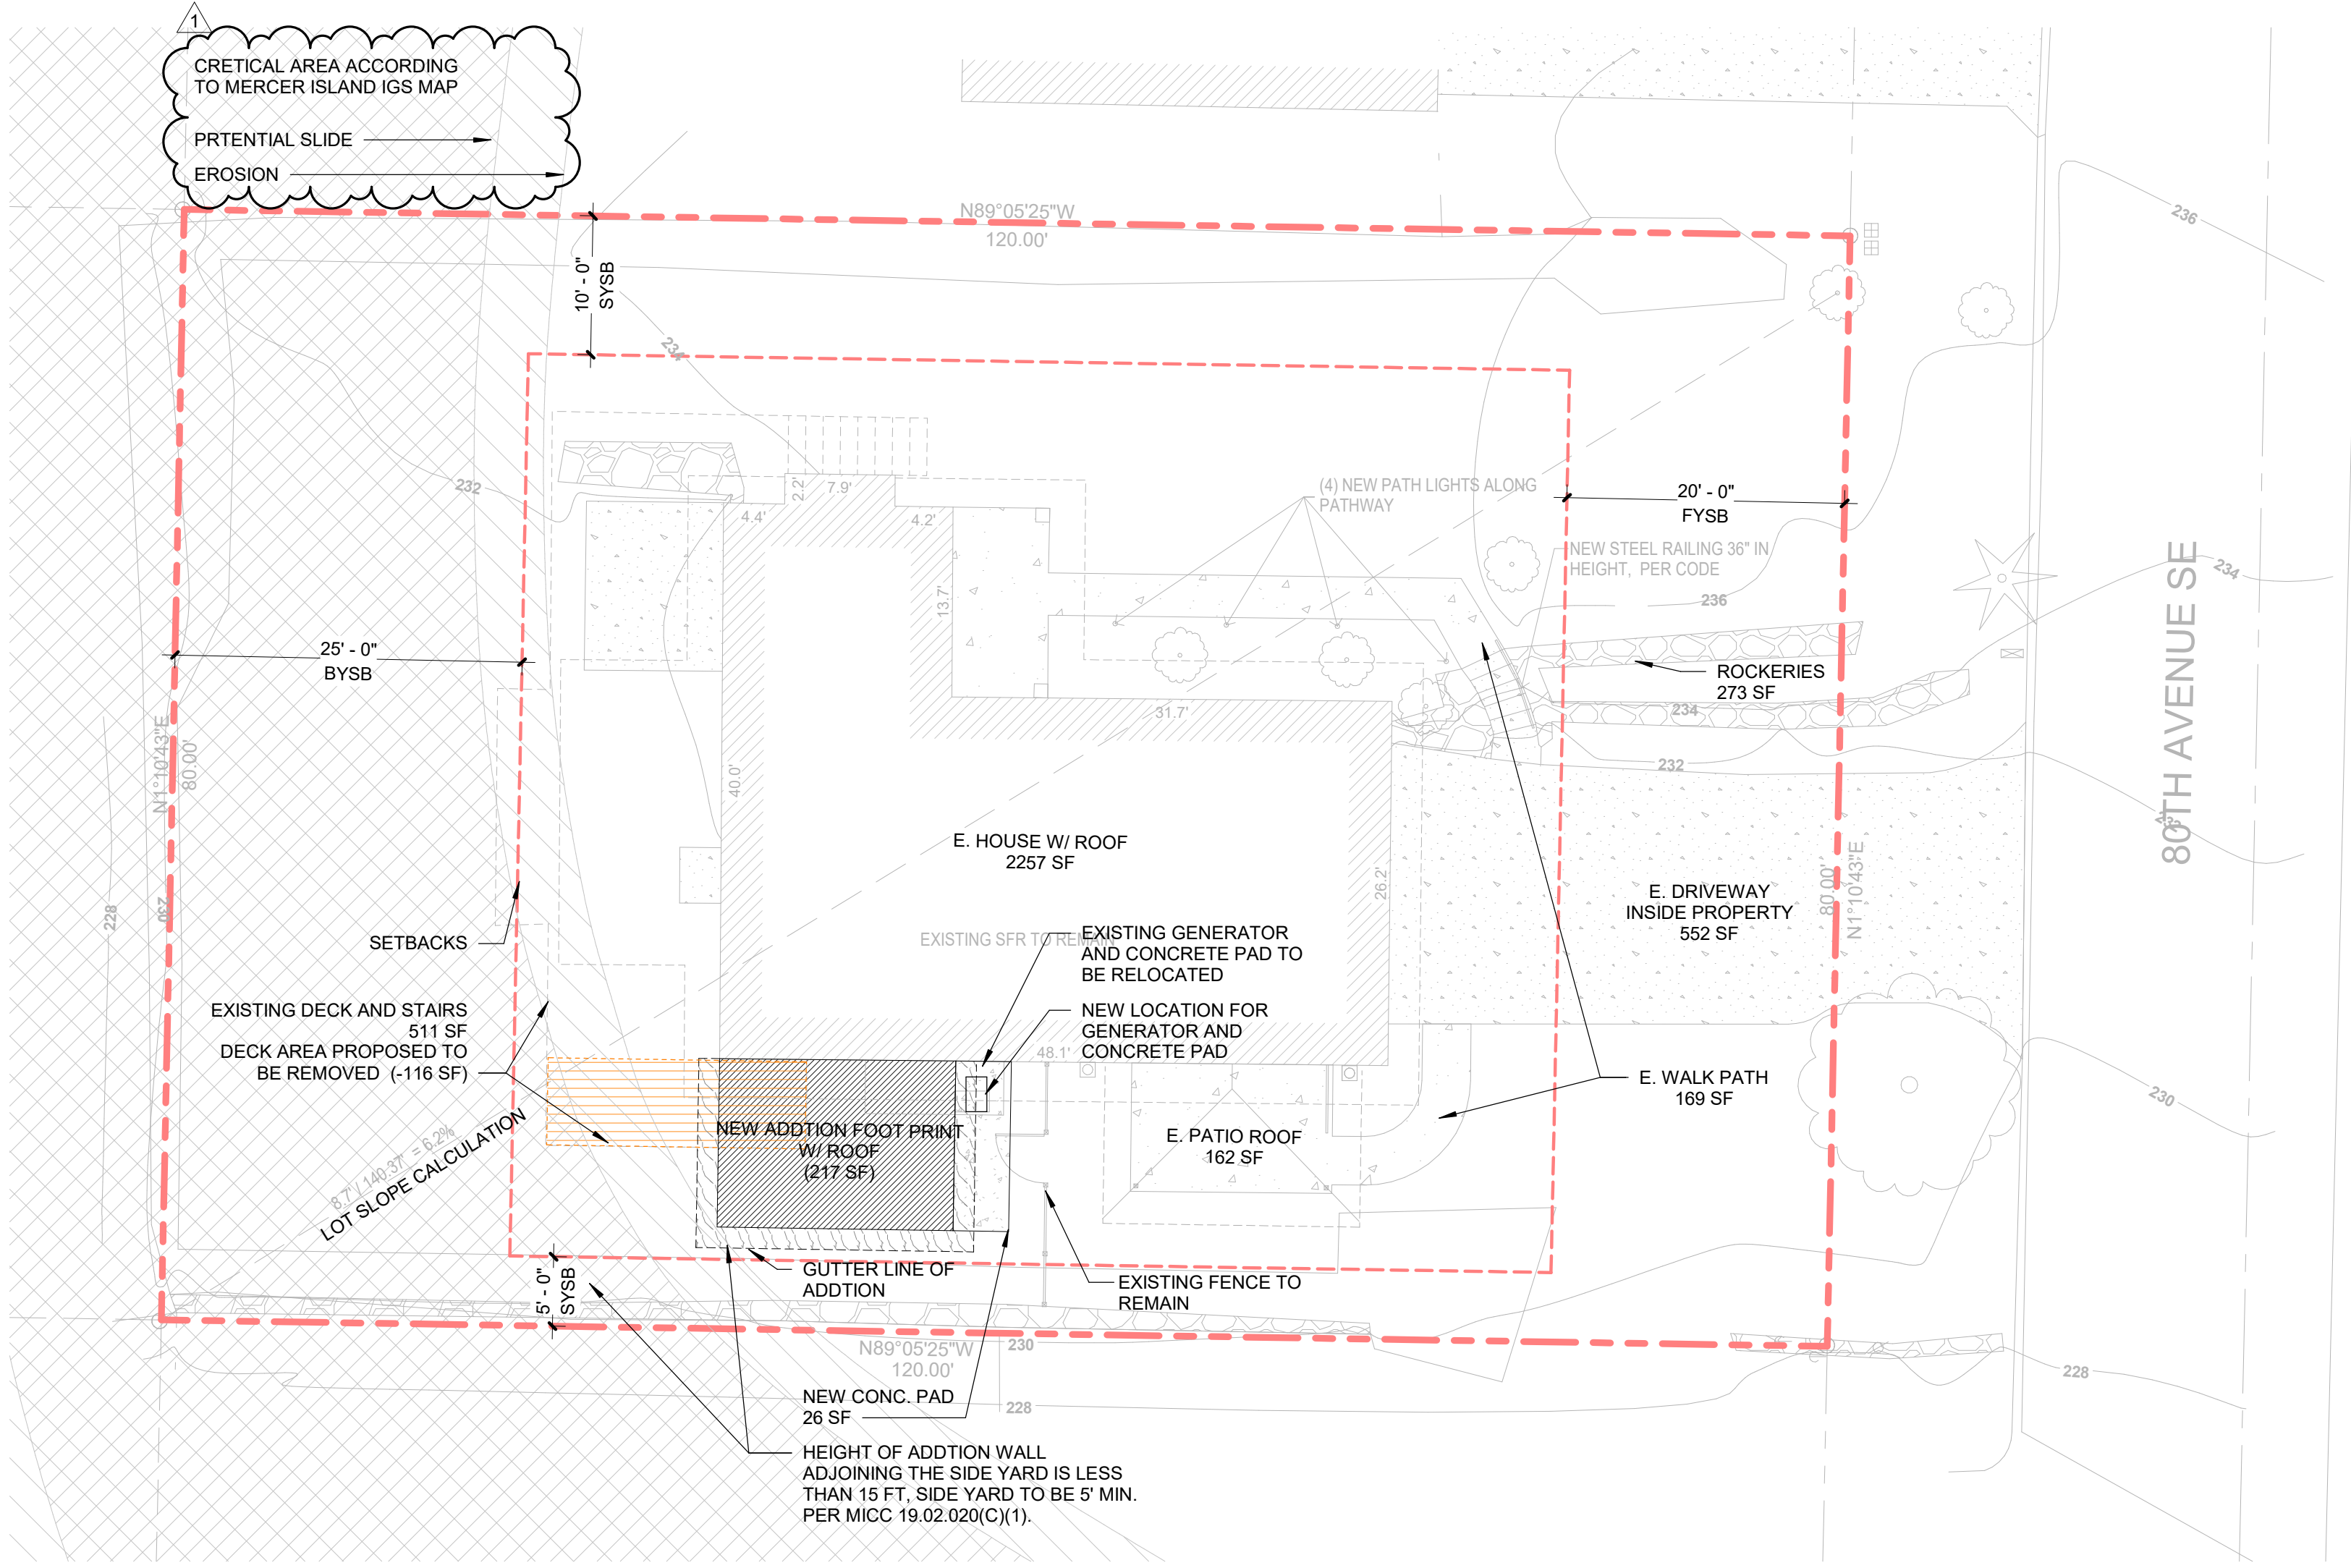 1
CRETICAL AREA ACCORDING
TO MERCER ISLAND IGS MAP
PRTENTIAL SLIDE
EROSION
N89°05'25"W
120.00'
10' - 0"
SYSB
236
234
232
2.2'
7.9'
4.4'
4.2'
(4) NEW PATH LIGHTS ALONG
PATHWAY
20' - 0"
FYSB
NEW STEEL RAILING 36" IN
HEIGHT, PER CODE
234
13.7'
236
80TH AVENUE SE
25' - 0"
BYSB
ROCKERIES
273 SF
31.7'
234
N1°10'43"E
80.00'
40.0'
232
232
E. HOUSE W/ ROOF
2257 SF
26.2'
80.00'
N1°10'43"E
E. DRIVEWAY
INSIDE PROPERTY
552 SF
228
230
SETBACKS
EXISTING SFR TO REMAIN
EXISTING GENERATOR
AND CONCRETE PAD TO
BE RELOCATED
EXISTING DECK AND STAIRS
511 SF
DECK AREA PROPOSED TO
BE REMOVED (-116 SF)
NEW LOCATION FOR
GENERATOR AND
CONCRETE PAD
48.1'
E. WALK PATH
169 SF
230
NEW ADDTION FOOT PRINT
W/ ROOF
(217 SF)
E. PATIO ROOF
162 SF
8.7' / 140.37' = 6.2%
LOT SLOPE CALCULATION
5' - 0"
SYSB
GUTTER LINE OF
ADDTION
EXISTING FENCE TO
REMAIN
N89°05'25"W
120.00'
230
228
NEW CONC. PAD
26 SF
228
HEIGHT OF ADDTION WALL
ADJOINING THE SIDE YARD IS LESS
THAN 15 FT, SIDE YARD TO BE 5' MIN.
PER MICC 19.02.020(C)(1).